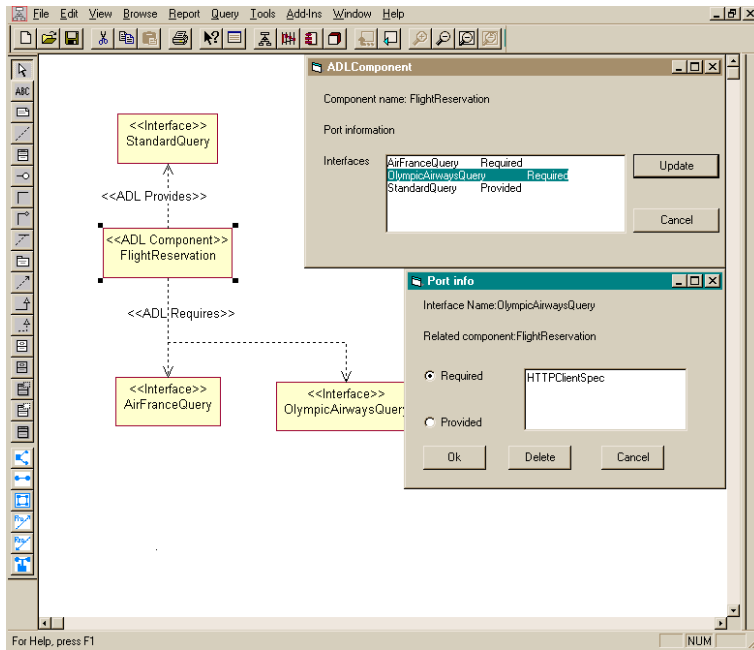 File Edit View Browse Report Query Tools Add-Ins Window Help
ABC
ADLComponent
Component name: FlightReservation
Port information
Interfaces
AirFranceQuery Required
OlympicAirwaysQuery Required
StandardQuery Provided
Update
Cancel
<<Interface>>
StandardQuery
<<ADL Provides>>
<<ADL Component>>
FlightReservation
<<ADL Requires>>
<<Interface>>
AirFranceQuery
<<Interface>>
OlympicAirwaysQuery
Port info
Interface Name:OlympicAirwaysQuery
Related component:FlightReservation
Required
HTTPClientSpec
Provided
Ok Delete Cancel
For Help, press F1
NUM